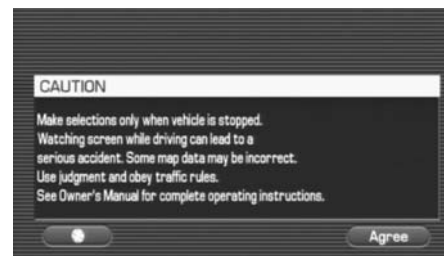 CAUTION
Make selections only when vehicle is stopped.
Watching screen while driving can lead to a
serious accident. Some map data may be incorrect.
Use judgment and obey traffic rules.
See Owner's Manual for complete operating instructions.
Agree